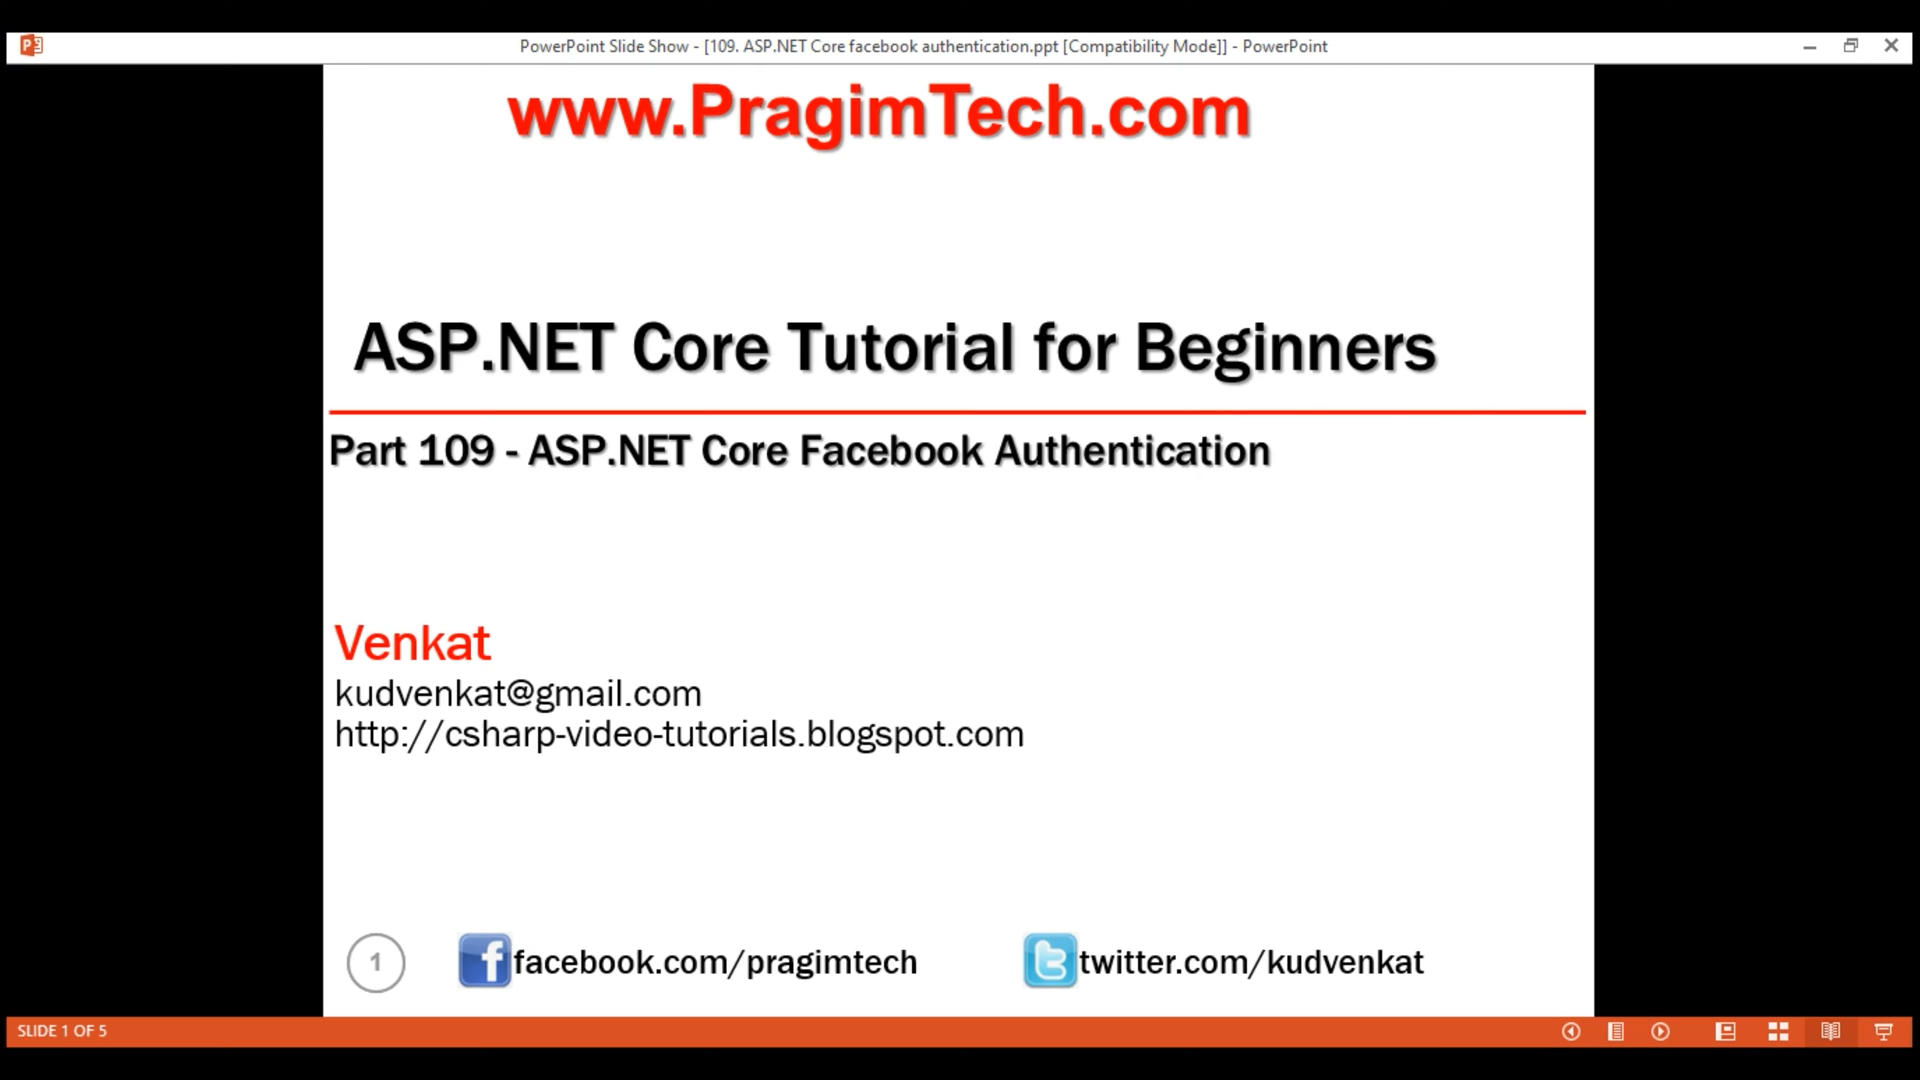 PowerPoint Slide Show - [109. ASP.NET Core facebook authentication.ppt [Compatibility Mode]] - PowerPoint
www.PragimTech.com
ASP.NET Core Tutorial for Beginners
Part 109 - ASP.NET Core Facebook Authentication
Venkat
kudvenkat@gmail.com
http://csharp-video-tutorials.blogspot.com
1 facebook.com/pragimtech twitter.com/kudvenkat
SLIDE 1 OF 5